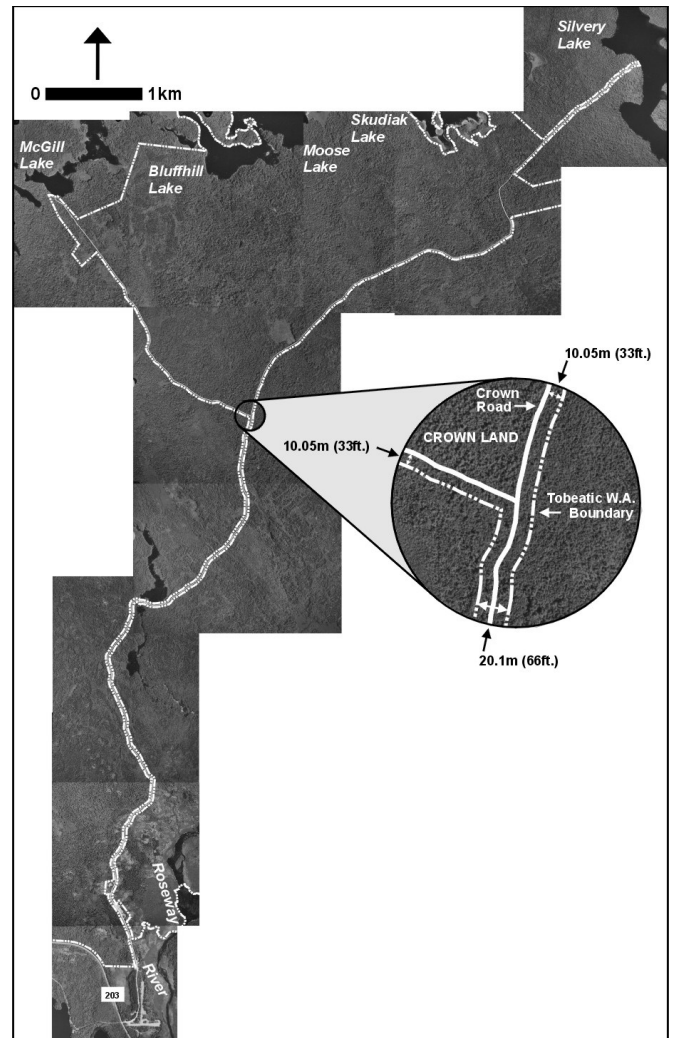 Silvery
Lake
0 1km
McGill
Lake
Bluffhill
Lake
Moose
Lake
Skudiak
Lake
10.05m (33ft.)
Crown
Road
CROWN LAND
10.05m (33ft.)
Tobeatic W.A.
Boundary
20.1m (66ft.)
Roseway
River
203